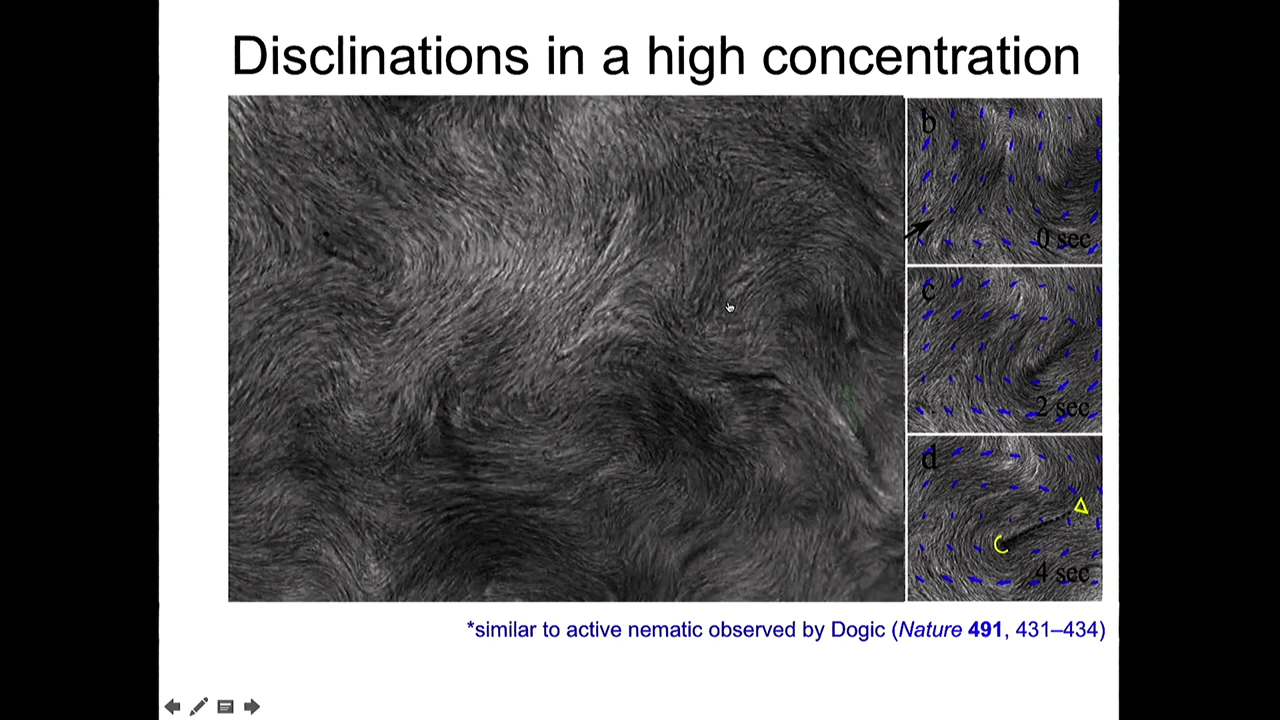 Disclinations in a high concentration
b
0 sec
c
2 sec
d
4 sec
*similar to active nematic observed by Dogic (Nature 491, 431–434)